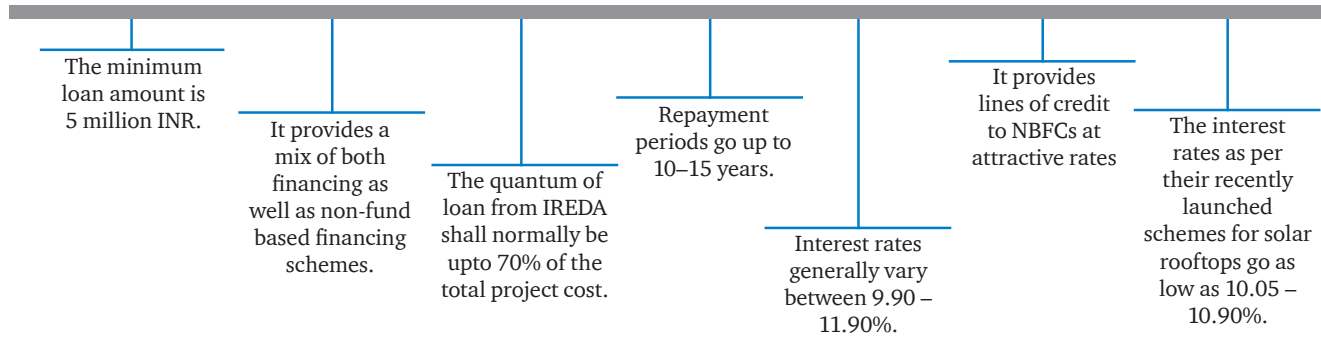 The minimum
loan amount is
5 million INR.
It provides a
mix of both
financing as
well as non-fund
based financing
schemes.
The quantum of
loan from IREDA
shall normally be
upto 70% of the
total project cost.
Repayment
periods go up to
10–15 years.
Interest rates
generally vary
between 9.90 –
11.90%.
It provides
lines of credit
to NBFCs at
attractive rates
The interest
rates as per
their recently
launched
schemes for solar
rooftops go as
low as 10.05 –
10.90%.